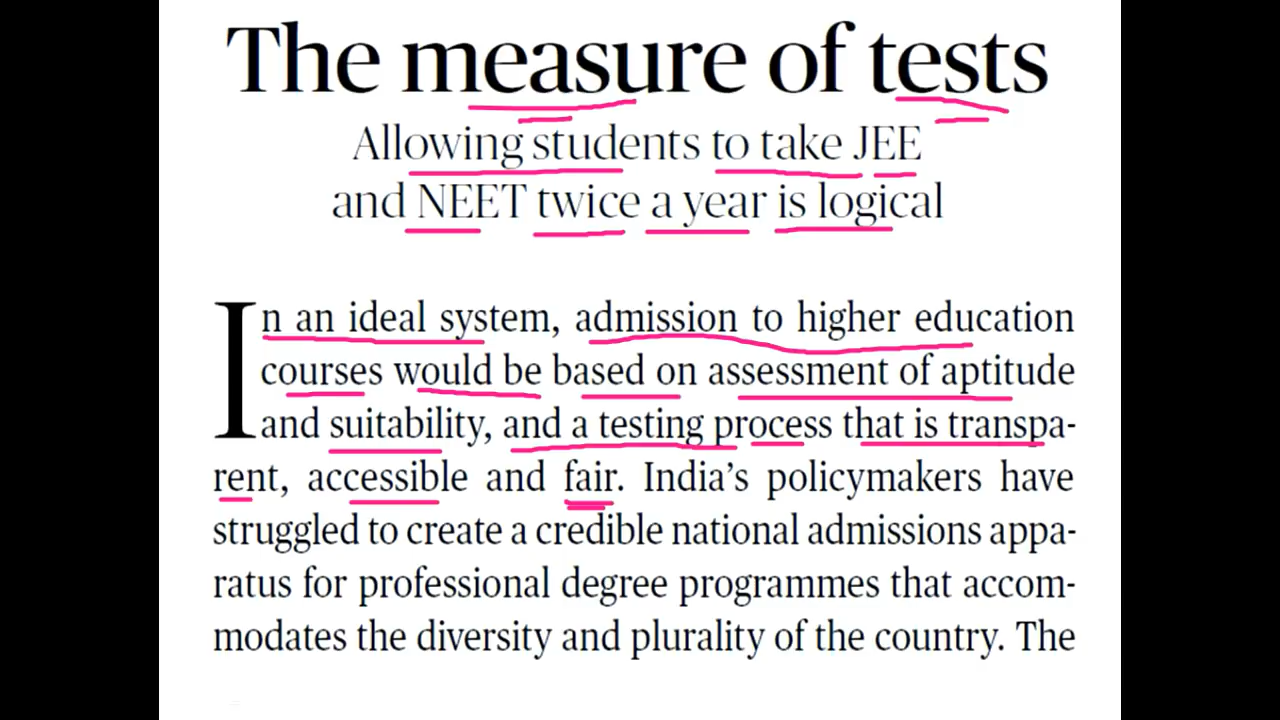 The measure of tests
Allowing students to take JEE
and NEET twice a year is logical
In an ideal system, admission to higher education
courses would be based on assessment of aptitude
and suitability, and a testing process that is transpa-
rent, accessible and fair. India's policymakers have
struggled to create a credible national admissions appa-
ratus for professional degree programmes that accom-
modates the diversity and plurality of the country. The